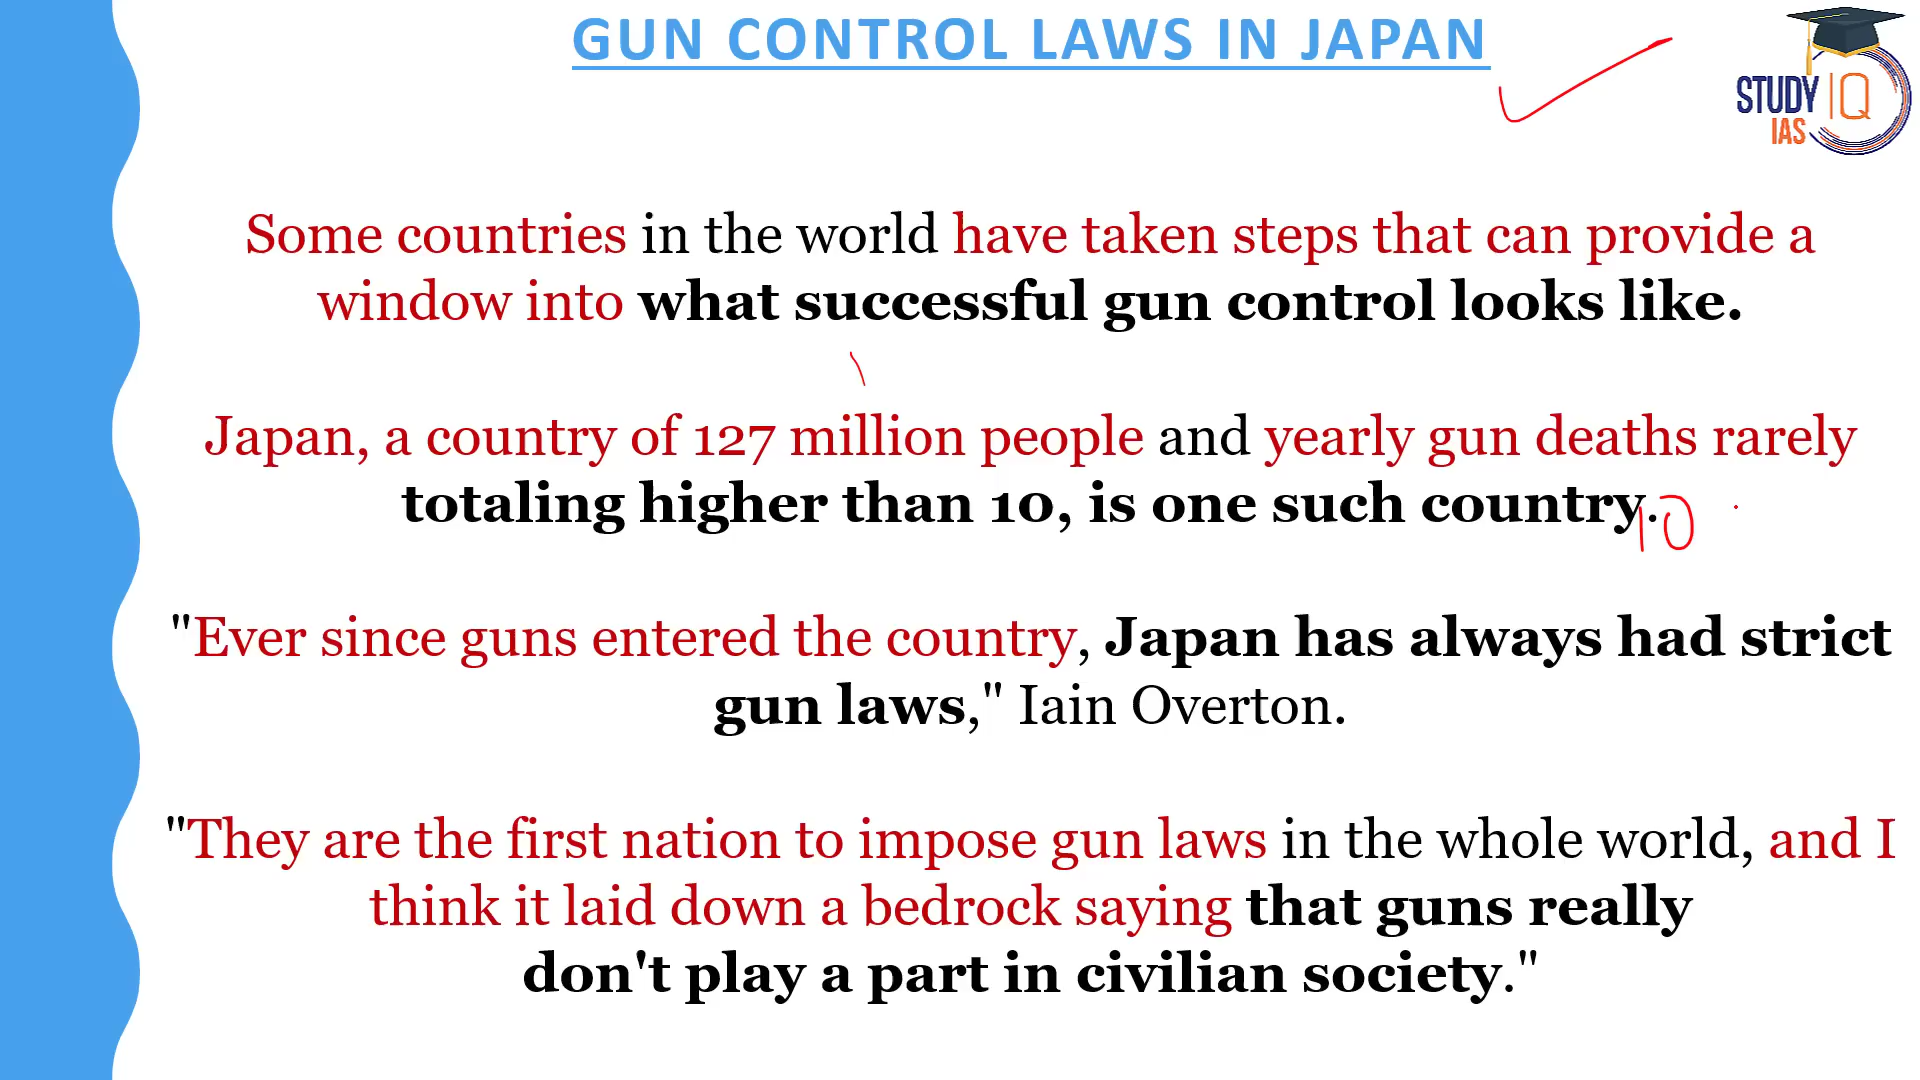 GUN CONTROL LAWS IN JAPAN
STUDY IQ
IAS
Some countries in the world have taken steps that can provide a
window into what successful gun control looks like.
Japan, a country of 127 million people and yearly gun deaths rarely
totaling higher than 10, is one such country.
10
"Ever since guns entered the country, Japan has always had strict
gun laws," Iain Overton.
"They are the first nation to impose gun laws in the whole world, and I
think it laid down a bedrock saying that guns really
don't play a part in civilian society."